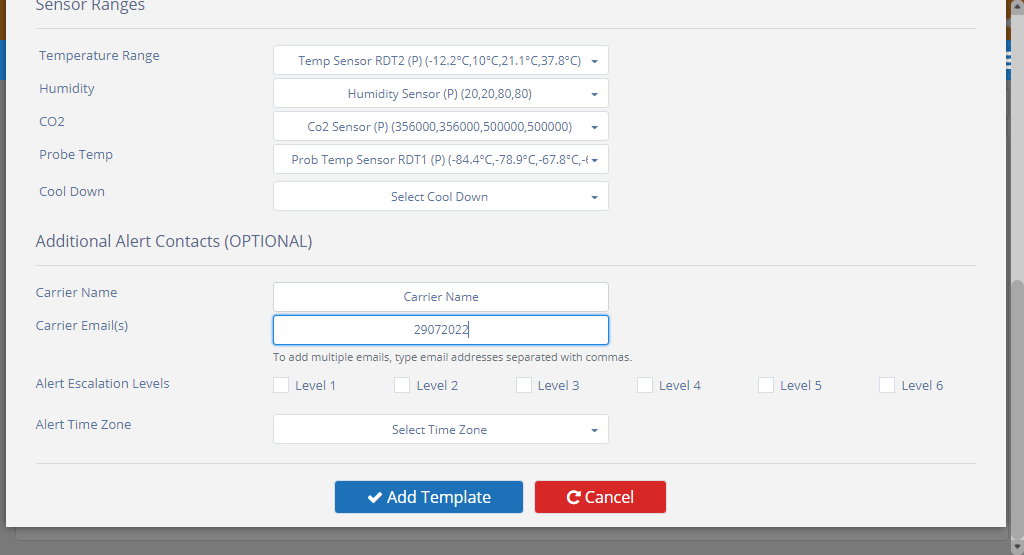 Sensor Ranges
Temperature Range
Temp Sensor RDT2 (P) (-12.2°C,10°C,21.1°C,37.8°C)
Humidity
Humidity Sensor (P) (20,20,80,80)
CO2
Co2 Sensor (P) (356000,356000,500000,500000)
Probe Temp
Prob Temp Sensor RDT1 (P) (-84.4°C,-78.9°C,-67.8°C,-
Cool Down
Select Cool Down
Additional Alert Contacts (OPTIONAL)
Carrier Name
Carrier Name
Carrier Email(s)
29072022
To add multiple emails, type email addresses separated with commas.
Alert Escalation Levels
Level 1 Level 2 Level 3 Level 4 Level 5 Level 6
Alert Time Zone
Select Time Zone
Add Template Cancel